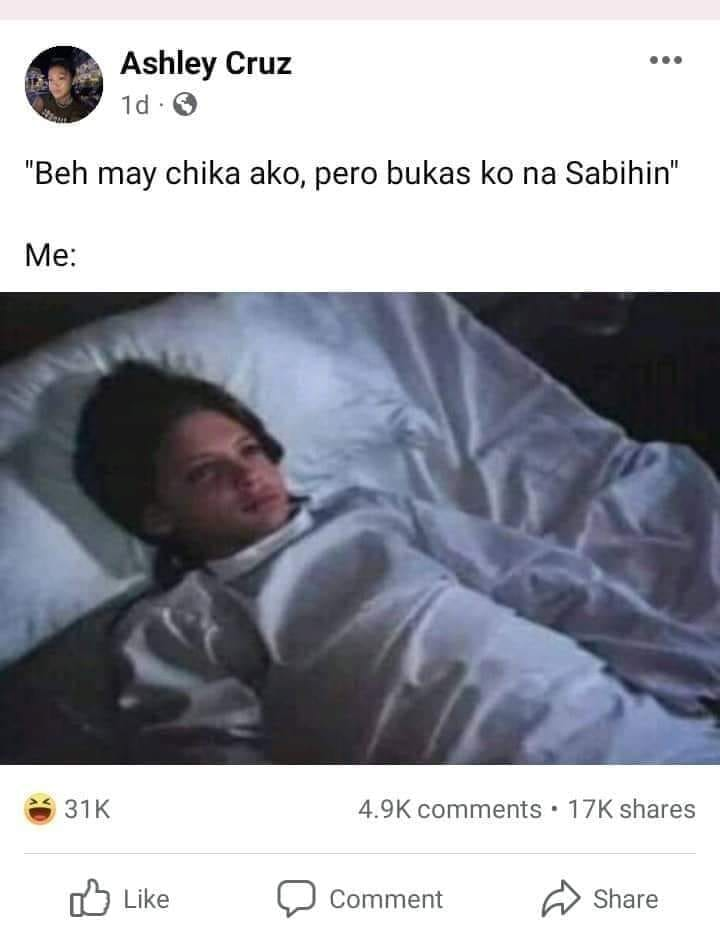 Ashley Cruz
1d ·
"Beh may chika ako, pero bukas ko na Sabihin"
Me:
31K
4.9K comments • 17K shares
Like
Comment
Share